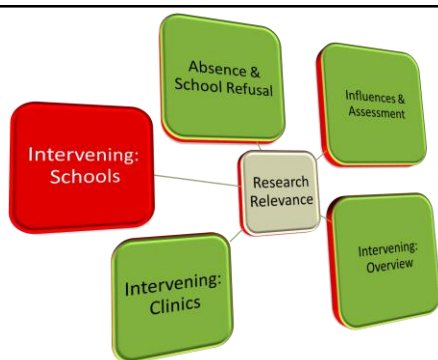 Absence &
School Refusal
Influences &
Assessment
Intervening:
Schools
Research
Relevance
Intervening:
Overview
Intervening:
Clinics